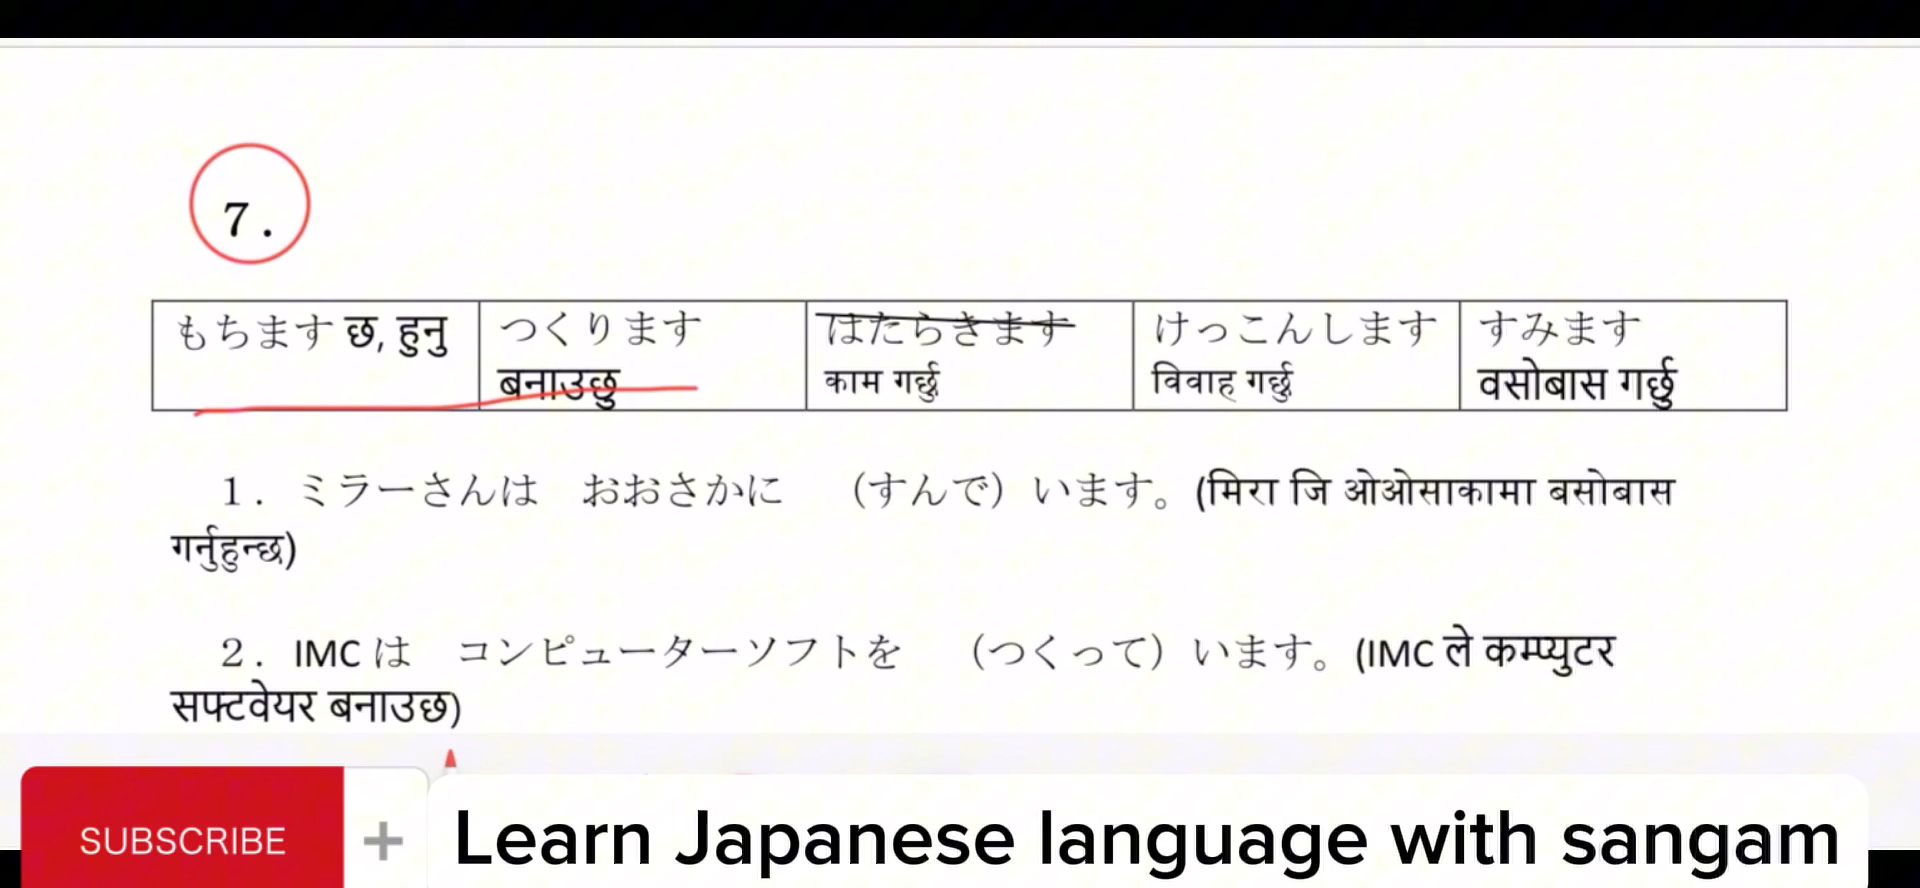 7.
もちます छ, हुनु
つくります
बनाउछु
はたらきます
काम गर्छु
けっこんします
विवाह गर्छु
すみます
वसोबास गर्छु
1. ミラーさんは　おおさかに　（すんで）います。(मिरा जि ओओसाकामा बसोबास
गर्नुहुन्छ)
2. IMC は　コンピューターソフトを　（つくって）います。(IMC ले कम्प्युटर
सफ्टवेयर बनाउछ)
SUBSCRIBE +
Learn Japanese language with sangam